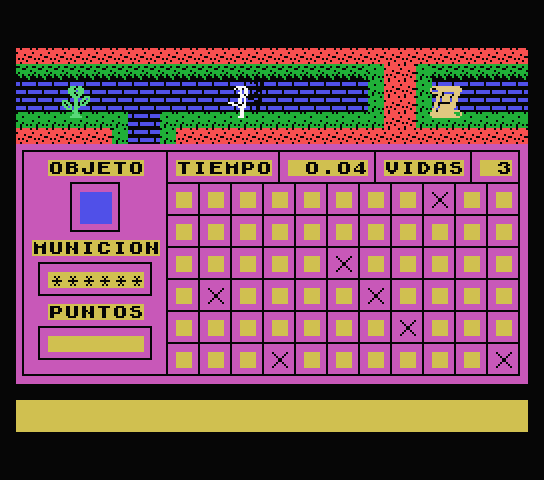 P
OBJETO
TIEMPO 0.04 VIDAS 3
MUNICION
******
PUNTOS